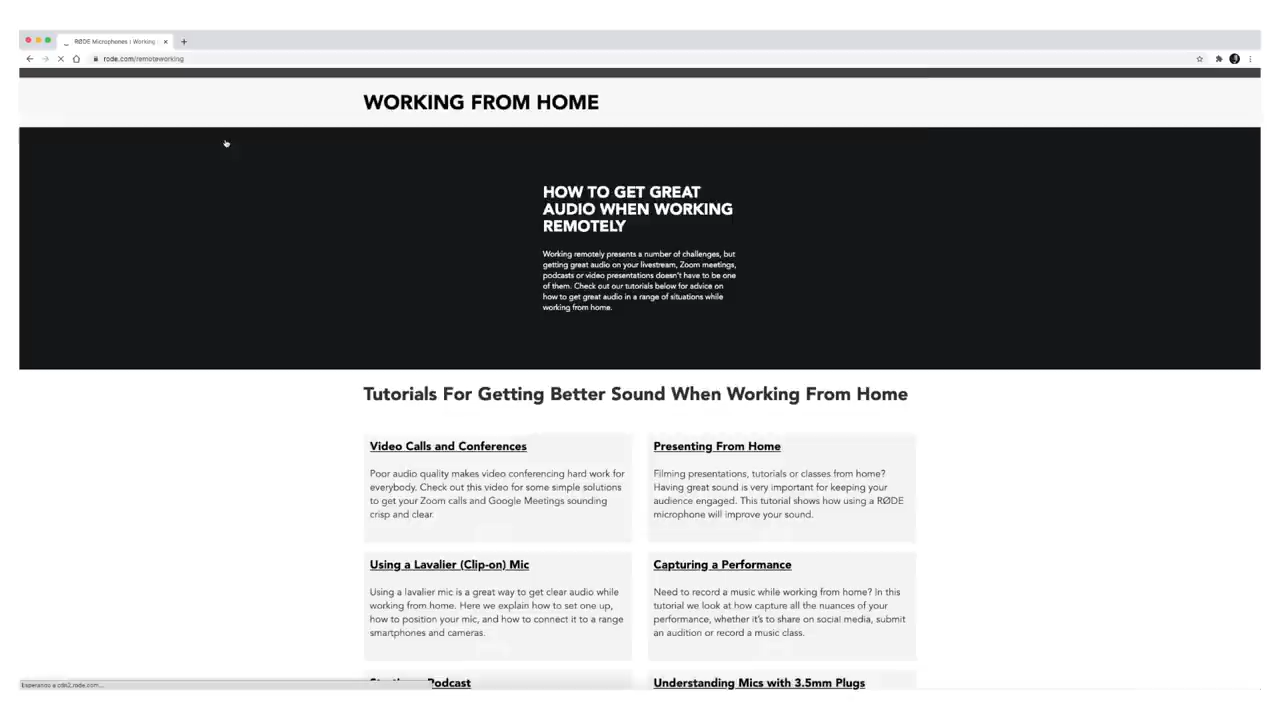 RØDE Microphones | Working
rode.com/remoteworking
WORKING FROM HOME
HOW TO GET GREAT
AUDIO WHEN WORKING
REMOTELY
Working remotely presents a number of challenges, but
getting great audio on your livestream, Zoom meetings,
podcasts or video presentations doesn't have to be one
of them. Check out our tutorials below for advice on
how to get great audio in a range of situations while
working from home.
Tutorials For Getting Better Sound When Working From Home
Video Calls and Conferences
Poor audio quality makes video conferencing hard work for
everybody. Check out this video for some simple solutions
to get your Zoom calls and Google Meetings sounding
crisp and clear.
Presenting From Home
Filming presentations, tutorials or classes from home?
Having great sound is very important for keeping your
audience engaged. This tutorial shows how using a RØDE
microphone will improve your sound.
Using a Lavalier (Clip-on) Mic
Using a lavalier mic is a great way to get clear audio while
working from home. Here we explain how to set one up,
how to position your mic, and how to connect it to a range
smartphones and cameras.
Capturing a Performance
Need to record a music while working from home? In this
tutorial we look at how capture all the nuances of your
performance, whether it's to share on social media, submit
an audition or record a music class.
Podcast
Understanding Mics with 3.5mm Plugs
Esperando a cdn2.rode.com...